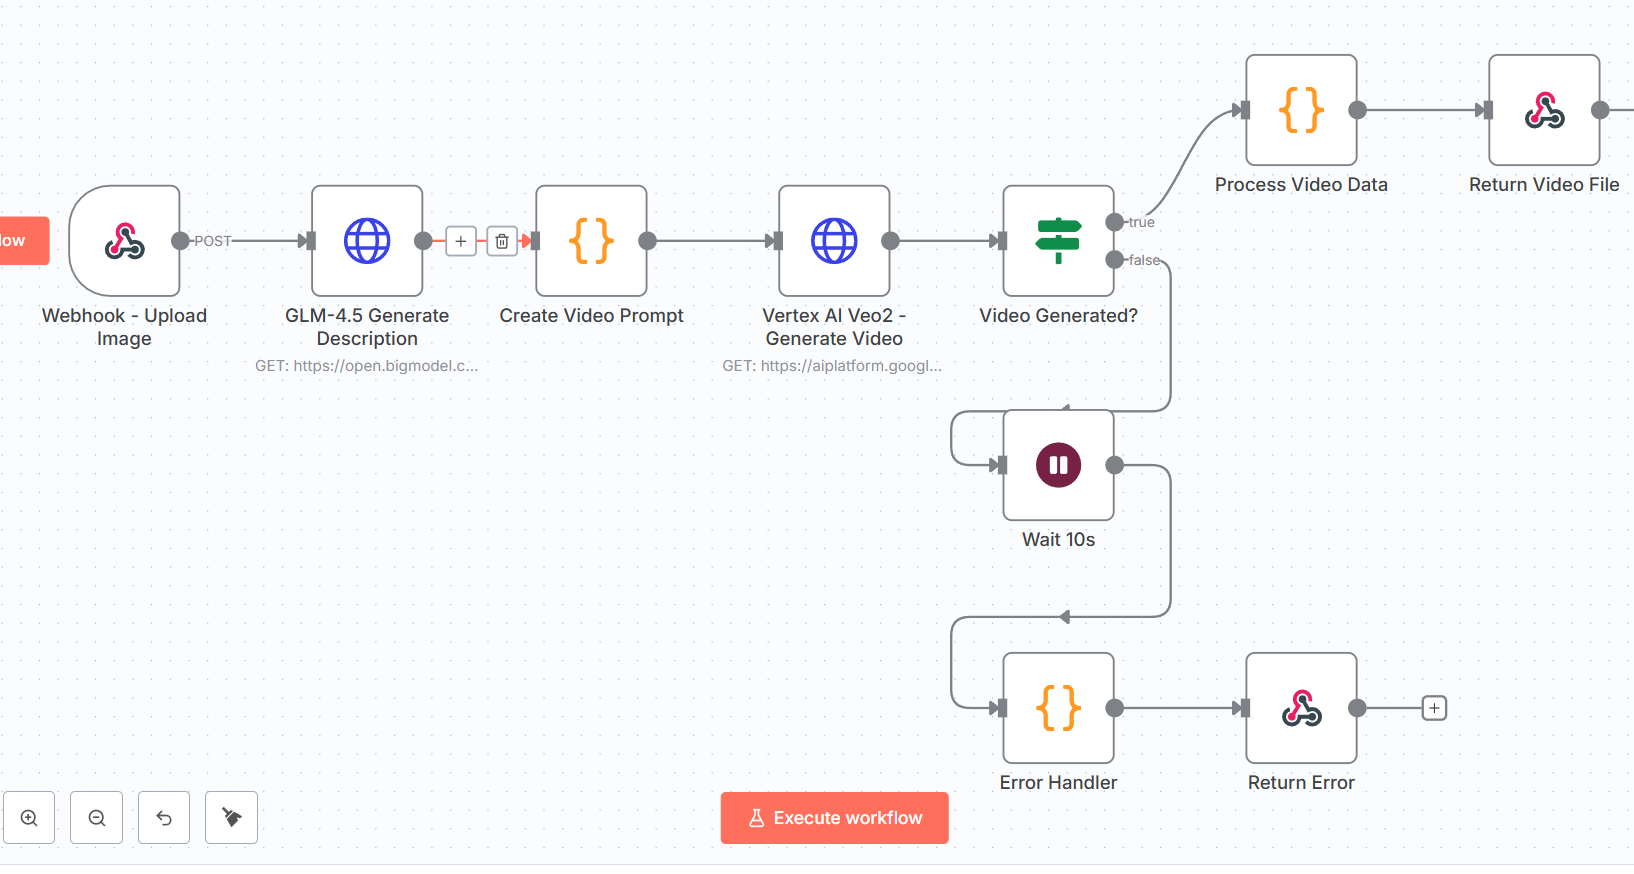 Process Video Data
Return Video File
true
low
POST
false
Webhook - Upload
Image
GLM-4.5 Generate
Description
GET: https://open.bigmodel.c...
Create Video Prompt
Vertex AI Veo2 -
Generate Video
GET: https://aiplatform.googl...
Video Generated?
Wait 10s
Error Handler
Return Error
Execute workflow